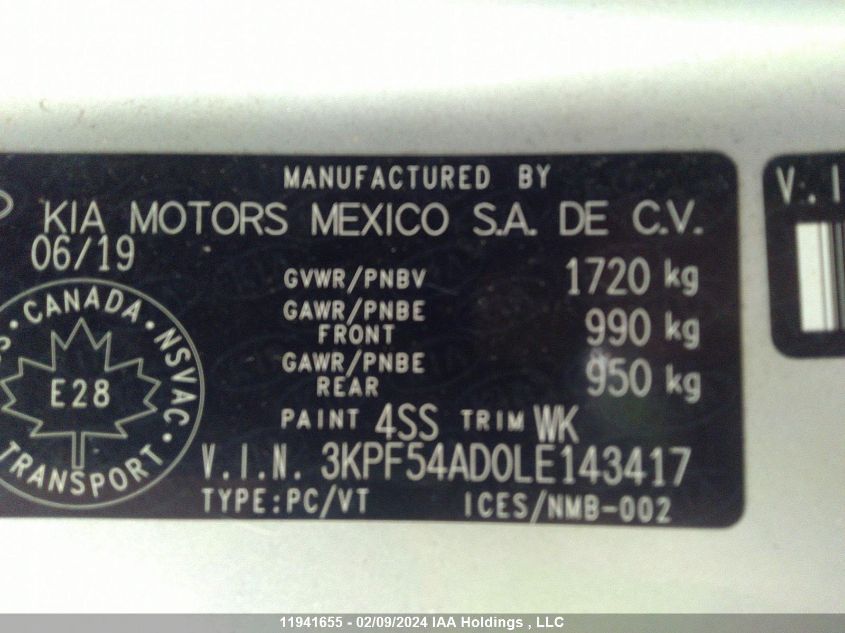 MANUFACTURED BY
KIA MOTORS MEXICO S.A. DE C.V.
06/19
GVWR/PNBV 1720 kg
GAWR/PNBE FRONT 990 kg
GAWR/PNBE REAR 950 kg
PAINT 4SS TRIM WK
V.I.N. 3KPF54AD0LE143417
TYPE:PC/VT ICES/NMB-002
CANADA • NSVAC •
E28
TRANSPORT
V.I
11941655 - 02/09/2024 IAA Holdings , LLC